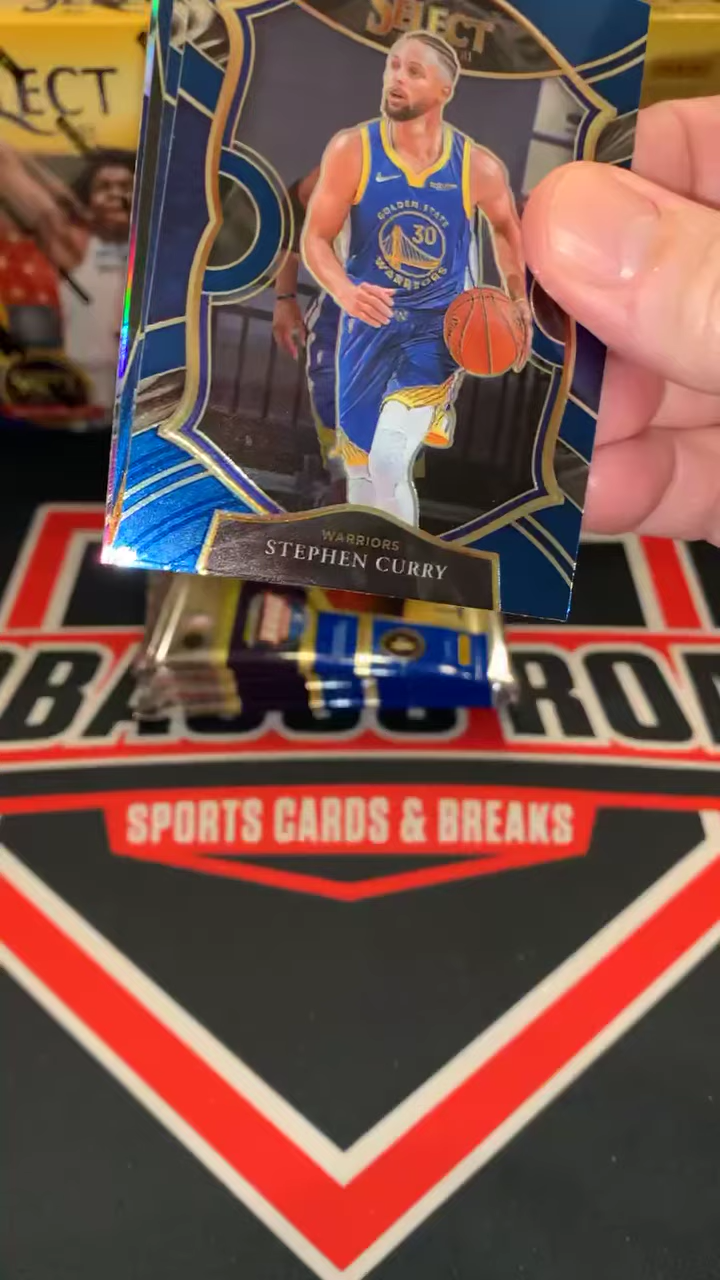 SELECT
ECT
GOLDEN STATE
30
WARRIORS
WARRIORS
STEPHEN CURRY
SPORTS CARDS & BREAKS